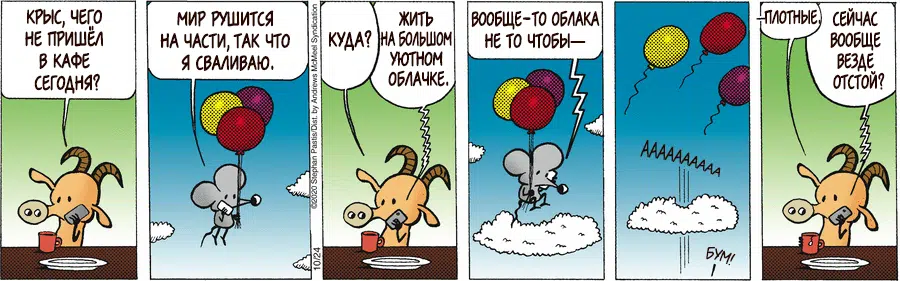 КРЫС, ЧЕГО
НЕ ПРИШЁЛ
В КАФЕ
СЕГОДНЯ?
МИР РУШИТСЯ
НА ЧАСТИ, ТАК ЧТО
Я СВАЛИВАЮ.
©2020 Stephan Pastis/Dist. by Andrews McMeel Syndication
10/24
КУДА?
ЖИТЬ
НА БОЛЬШОМ
УЮТНОМ
ОБЛАЧКЕ.
ВООБЩЕ-ТО ОБЛАКА
НЕ ТО ЧТОБЫ—
АААААААААА
БУМ!
—ПЛОТНЫЕ.
СЕЙЧАС
ВООБЩЕ
ВЕЗДЕ
ОТСТОЙ?